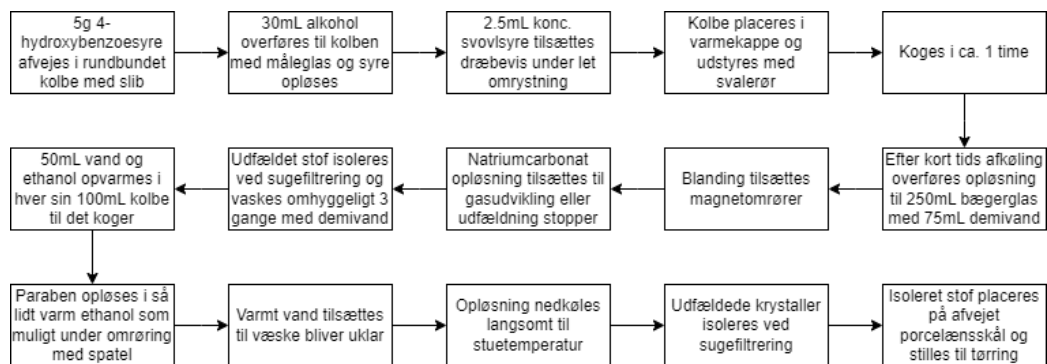 5g 4-
hydroxybenzoesyre
afvejes i rundbundet
kolbe med slib
30mL alkohol
overføres til kolben
med måleglas og syre
opløses
2.5mL konc.
svovlsyre tilsættes
dræbevis under let
omrystning
Kolbe placeres i
varmekappe og
udstyres med
svalerør
Koges i ca. 1 time
Efter kort tids afkøling
overføres opløsning
til 250mL bægerglas
med 75mL demivand
Blanding tilsættes
magnetomrører
Natriumcarbonat
opløsning tilsættes til
gasudvikling eller
udfældning stopper
Udfældet stof isoleres
ved sugefiltrering og
vaskes omhyggeligt 3
gange med demivand
50mL vand og
ethanol opvarmes i
hver sin 100mL kolbe
til det koger
Paraben opløses i så
lidt varm ethanol som
muligt under omrøring
med spatel
Varmt vand tilsættes
til væske bliver uklar
Opløsning nedkøles
langsomt til
stuetemperatur
Udfældede krystaller
isoleres ved
sugefiltrering
Isoleret stof placeres
på afvejet
porcelænsskål og
stilles til tørring